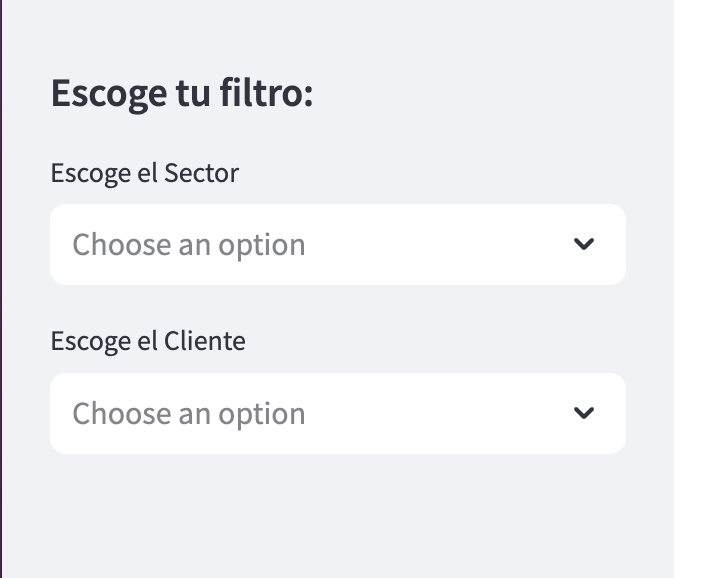 Escoge tu filtro:
Escoge el Sector
Choose an option
Escoge el Cliente
Choose an option